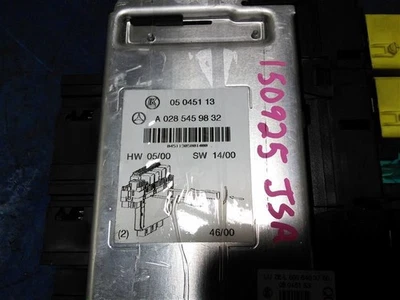 05 0451 13
A 028 545 98 32
HW 05/00 SW 14/00
(2) 46/00
150925 JSA